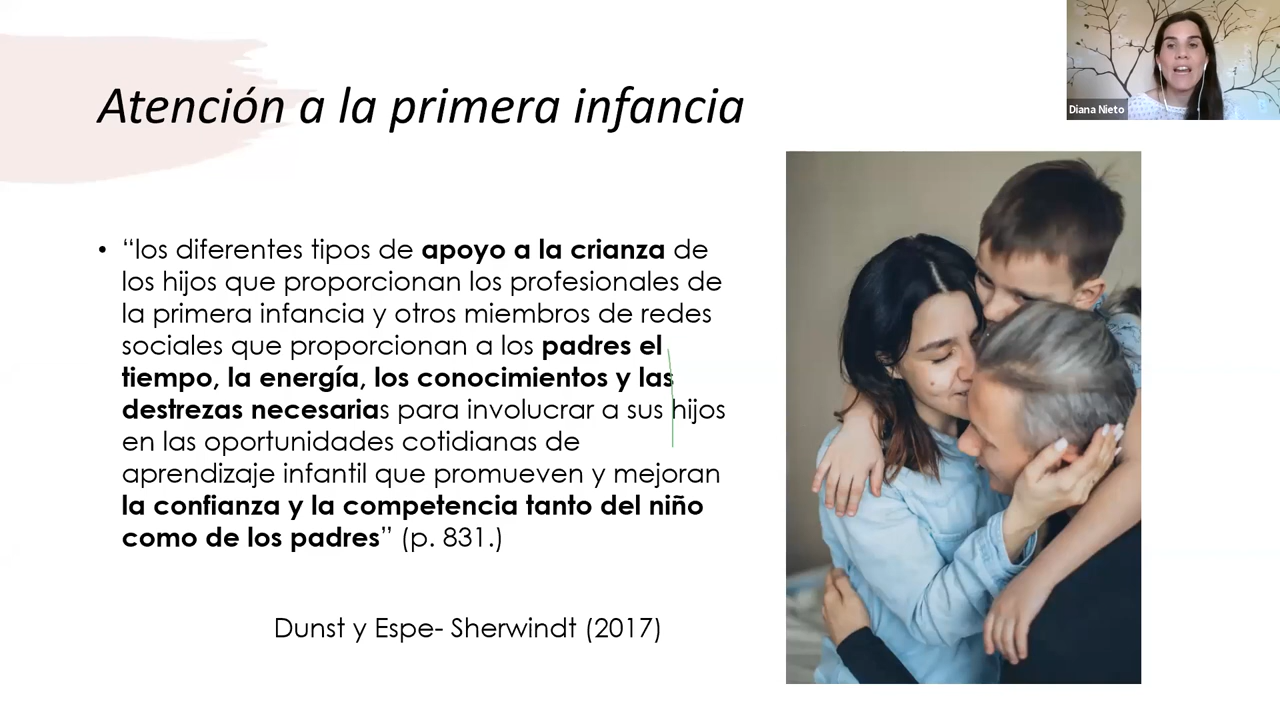 Atención a la primera infancia
Diana Nieto
• “los diferentes tipos de apoyo a la crianza de
los hijos que proporcionan los profesionales de
la primera infancia y otros miembros de redes
sociales que proporcionan a los padres el
tiempo, la energía, los conocimientos y las
destrezas necesarias para involucrar a sus hijos
en las oportunidades cotidianas de
aprendizaje infantil que promueven y mejoran
la confianza y la competencia tanto del niño
como de los padres” (p. 831.)
Dunst y Espe- Sherwindt (2017)